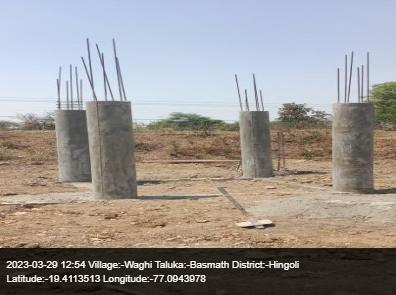 2023-03-29 12:54 Village:-Waghi Taluka:-Basmath District:-Hingoli
Latitude:-19.4113513 Longitude:-77.0943978